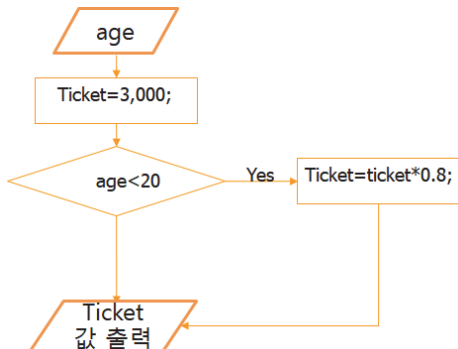 age
Ticket=3,000;
age<20
Yes
Ticket=ticket*0.8;
Ticket
값 출력